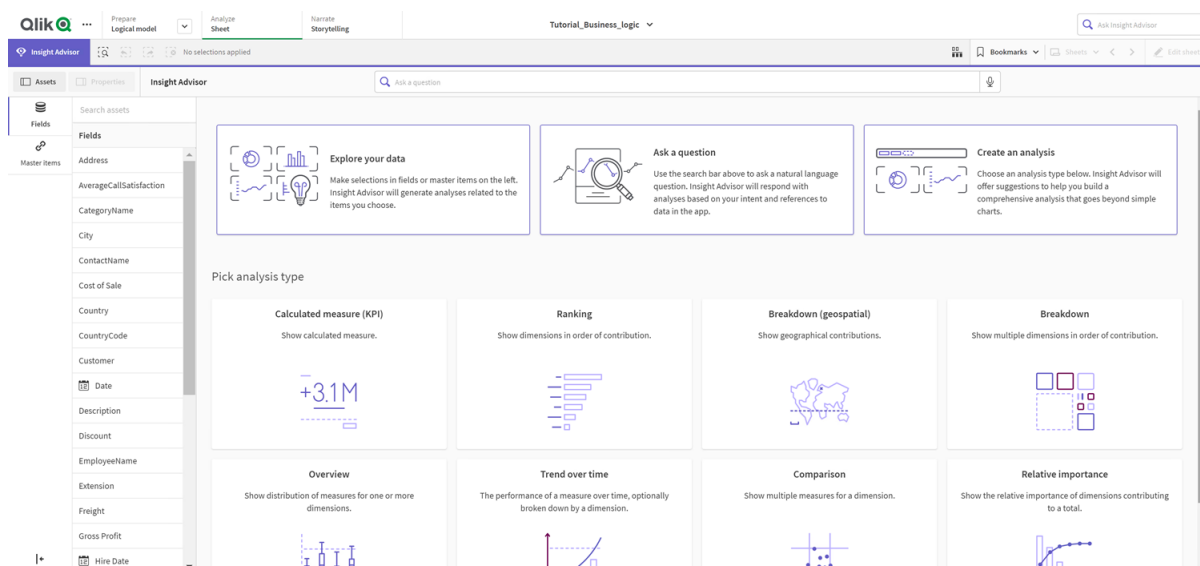 Qlik
Prepare
Logical model
Analyze
Sheet
Narrate
Storytelling
Tutorial_Business_logic
Ask Insight Advisor
Insight Advisor
No selections applied
Bookmarks
Sheets
Edit sheet
Assets
Properties
Insight Advisor
Ask a question
Fields
Master items
Search assets
Fields
Address
AverageCallSatisfaction
CategoryName
City
ContactName
Cost of Sale
Country
CountryCode
Customer
Date
Description
Discount
EmployeeName
Extension
Freight
Gross Profit
Hire Date
Explore your data
Make selections in fields or master items on the left.
Insight Advisor will generate analyses related to the
items you choose.
Ask a question
Use the search bar above to ask a natural language
question. Insight Advisor will respond with
analyses based on your intent and references to
data in the app.
Create an analysis
Choose an analysis type below. Insight Advisor will
offer suggestions to help you build a
comprehensive analysis that goes beyond simple
charts.
Pick analysis type
Calculated measure (KPI)
Show calculated measure.
+3.1M
Ranking
Show dimensions in order of contribution.
Breakdown (geospatial)
Show geographical contributions.
Breakdown
Show multiple dimensions in order of contribution.
Overview
Show distribution of measures for one or more
dimensions.
Trend over time
The performance of a measure over time, optionally
broken down by a dimension.
Comparison
Show multiple measures for a dimension.
Relative importance
Show the relative importance of dimensions contributing
to a total.